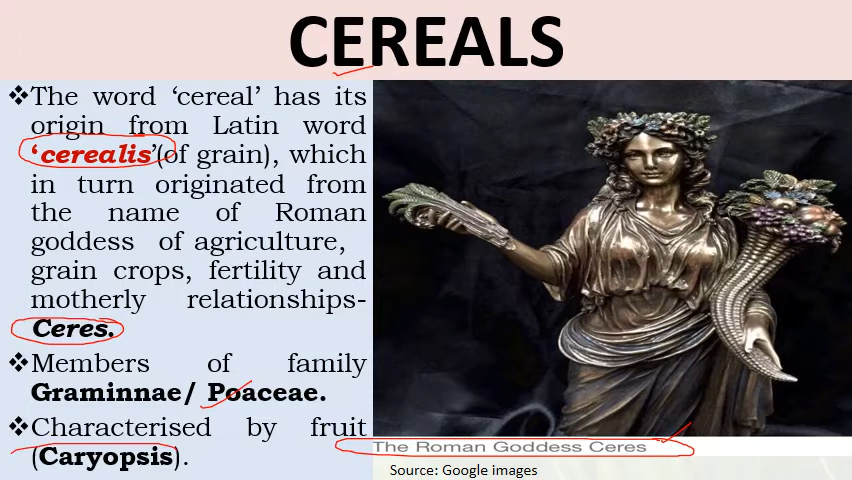 CEREALS
❖The word ‘cereal’ has its
origin from Latin word
‘cerealis’(of grain), which
in turn originated from
the name of Roman
goddess of agriculture,
grain crops, fertility and
motherly relationships-
Ceres.
❖Members of family
Graminnae/ Poaceae.
❖Characterised by fruit
(Caryopsis).
The Roman Goddess Ceres
Source: Google images